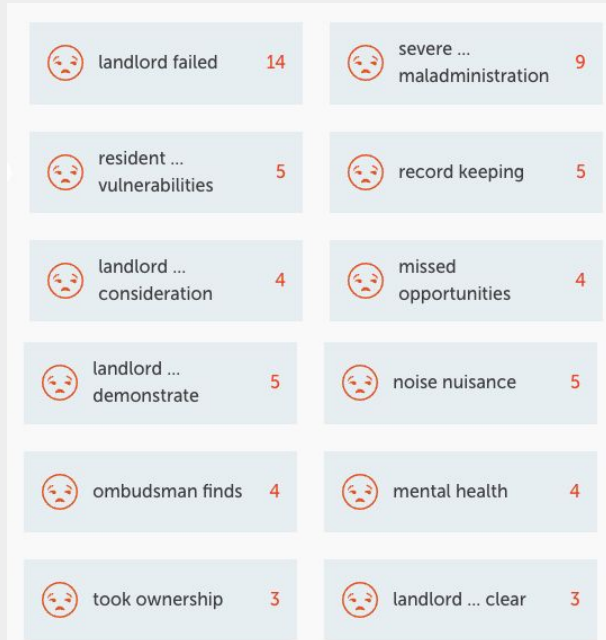 landlord failed 14
severe ...
maladministration 9
resident ...
vulnerabilities 5
record keeping 5
landlord ...
consideration 4
missed
opportunities 4
landlord ...
demonstrate 5
noise nuisance 5
ombudsman finds 4
mental health 4
took ownership 3
landlord ... clear 3